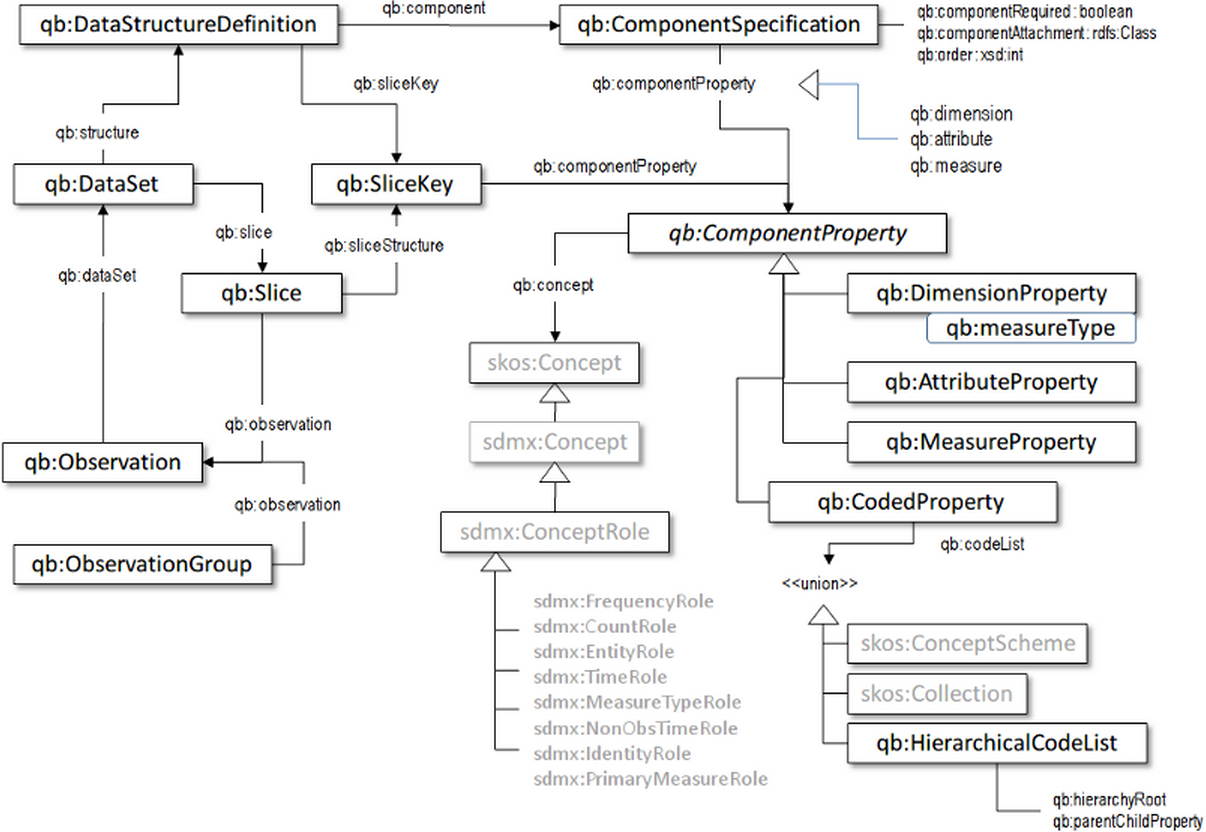 qb:DataStructureDefinition
qb:component
qb:ComponentSpecification
qb:componentRequired:boolean
qb:componentAttachment:rdfs:Class
qb:order:xsd:int
qb:sliceKey
qb:componentProperty
qb:dimension
qb:attribute
qb:measure
qb:structure
qb:DataSet
qb:SliceKey
qb:componentProperty
qb:slice
qb:sliceStructure
qb:ComponentProperty
qb:dataSet
qb:Slice
qb:concept
qb:DimensionProperty
qb:measureType
skos:Concept
qb:AttributeProperty
qb:observation
sdmx:Concept
qb:MeasureProperty
qb:Observation
qb:observation
qb:CodedProperty
sdmx:ConceptRole
qb:codeList
qb:ObservationGroup
<<union>>
sdmx:FrequencyRole
sdmx:CountRole
sdmx:EntityRole
sdmx:TimeRole
sdmx:MeasureTypeRole
sdmx:NonObsTimeRole
sdmx:IdentityRole
sdmx:PrimaryMeasureRole
skos:ConceptScheme
skos:Collection
qb:HierarchicalCodeList
qb:hierarchyRoot
qb:parentChildProperty